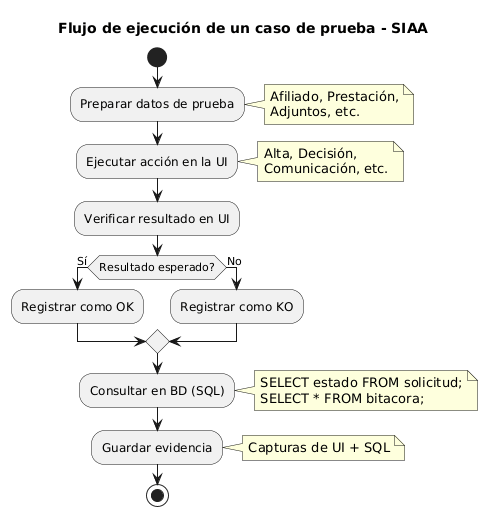 Flujo de ejecución de un caso de prueba - SIAA
Preparar datos de prueba
Afiliado, Prestación,
Adjuntos, etc.
Ejecutar acción en la UI
Alta, Decisión,
Comunicación, etc.
Verificar resultado en UI
Resultado esperado?
Sí
No
Registrar como OK
Registrar como KO
Consultar en BD (SQL)
SELECT estado FROM solicitud;
SELECT * FROM bitacora;
Guardar evidencia
Capturas de UI + SQL